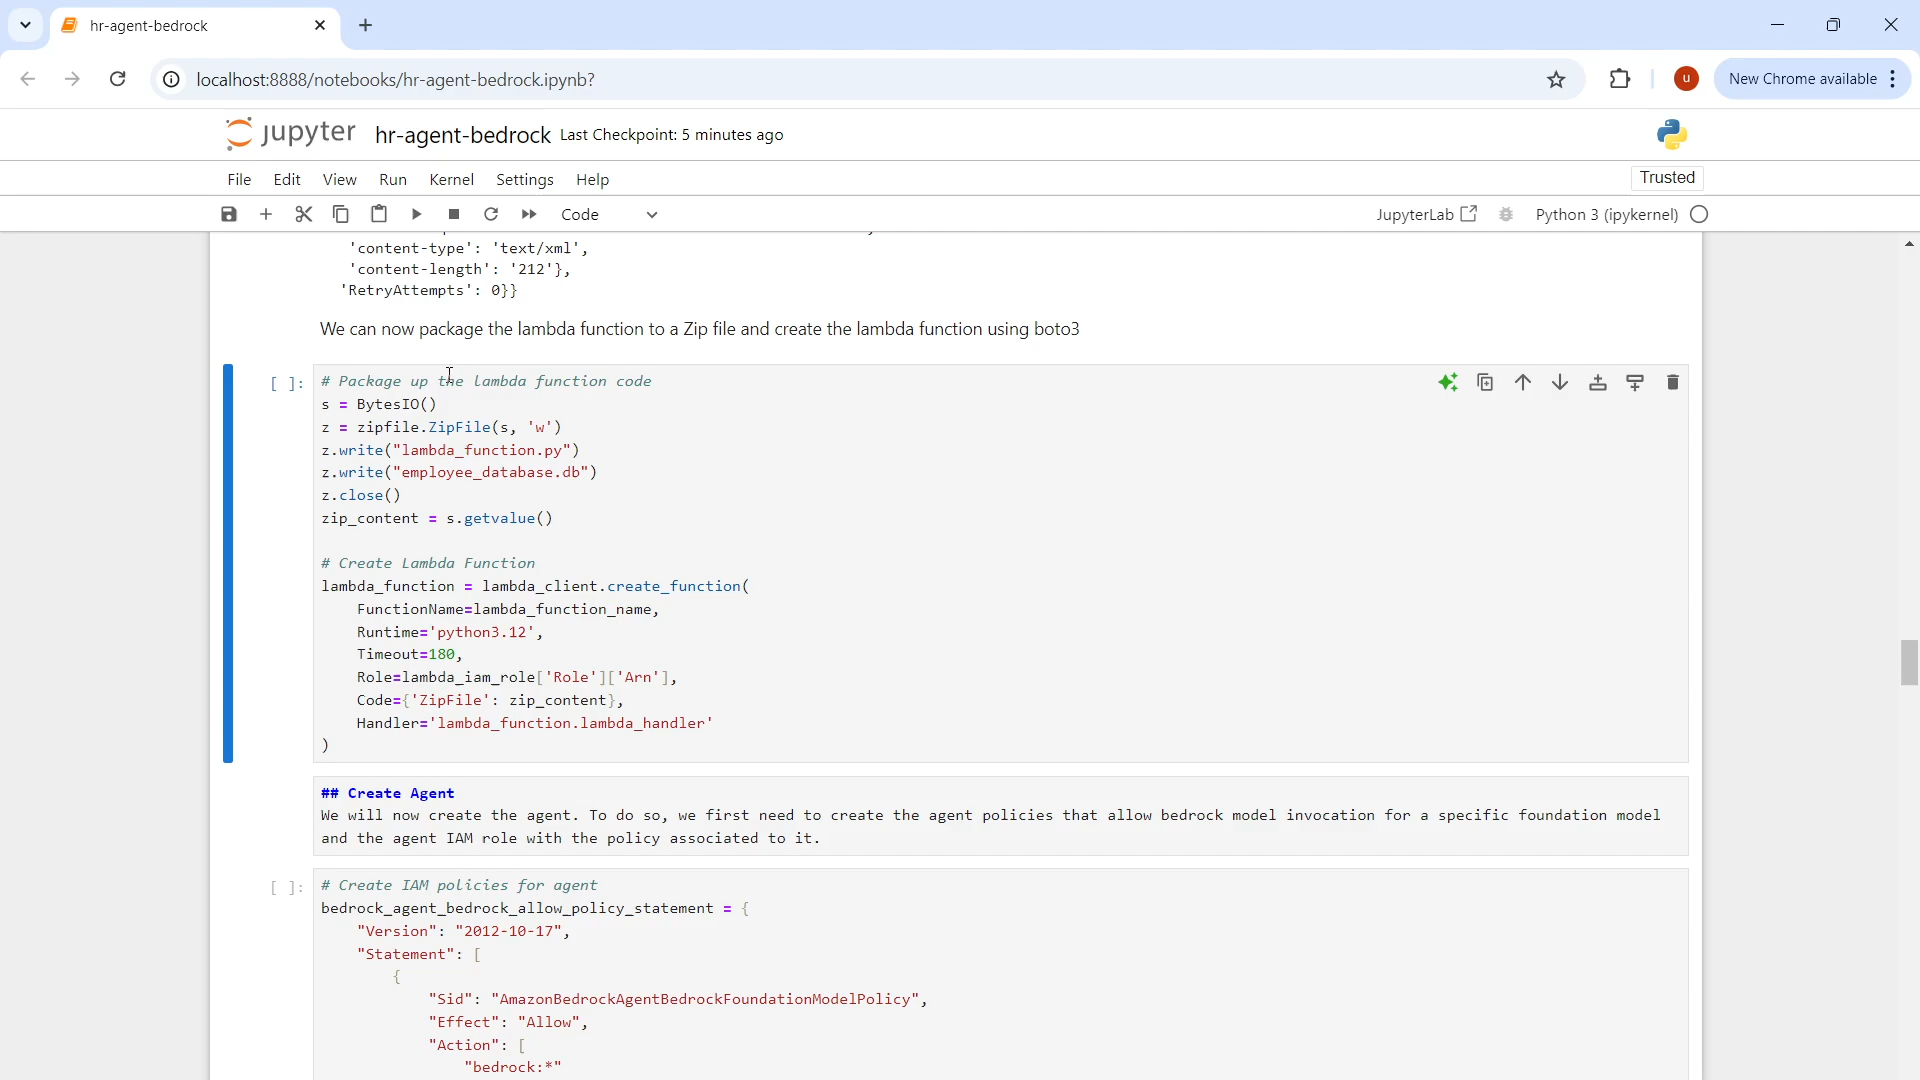 hr-agent-bedrock
localhost:8888/notebooks/hr-agent-bedrock.ipynb?
u
New Chrome available
jupyter
hr-agent-bedrock
Last Checkpoint: 5 minutes ago
File
Edit
View
Run
Kernel
Settings
Help
Trusted
Code
JupyterLab
Python 3 (ipykernel)
'content-type': 'text/xml',
'content-length': '212'},
'RetryAttempts': 0}}
We can now package the lambda function to a Zip file and create the lambda function using boto3
[ ]:
# Package up the lambda function code
s = BytesIO()
z = zipfile.ZipFile(s, 'w')
z.write("lambda_function.py")
z.write("employee_database.db")
z.close()
zip_content = s.getvalue()
# Create Lambda Function
lambda_function = lambda_client.create_function(
FunctionName=lambda_function_name,
Runtime='python3.12',
Timeout=180,
Role=lambda_iam_role['Role']['Arn'],
Code={'ZipFile': zip_content},
Handler='lambda_function.lambda_handler'
)
## Create Agent
We will now create the agent. To do so, we first need to create the agent policies that allow bedrock model invocation for a specific foundation model
and the agent IAM role with the policy associated to it.
[ ]:
# Create IAM policies for agent
bedrock_agent_bedrock_allow_policy_statement = {
"Version": "2012-10-17",
"Statement": [
{
"Sid": "AmazonBedrockAgentBedrockFoundationModelPolicy",
"Effect": "Allow",
"Action": [
"bedrock:*"